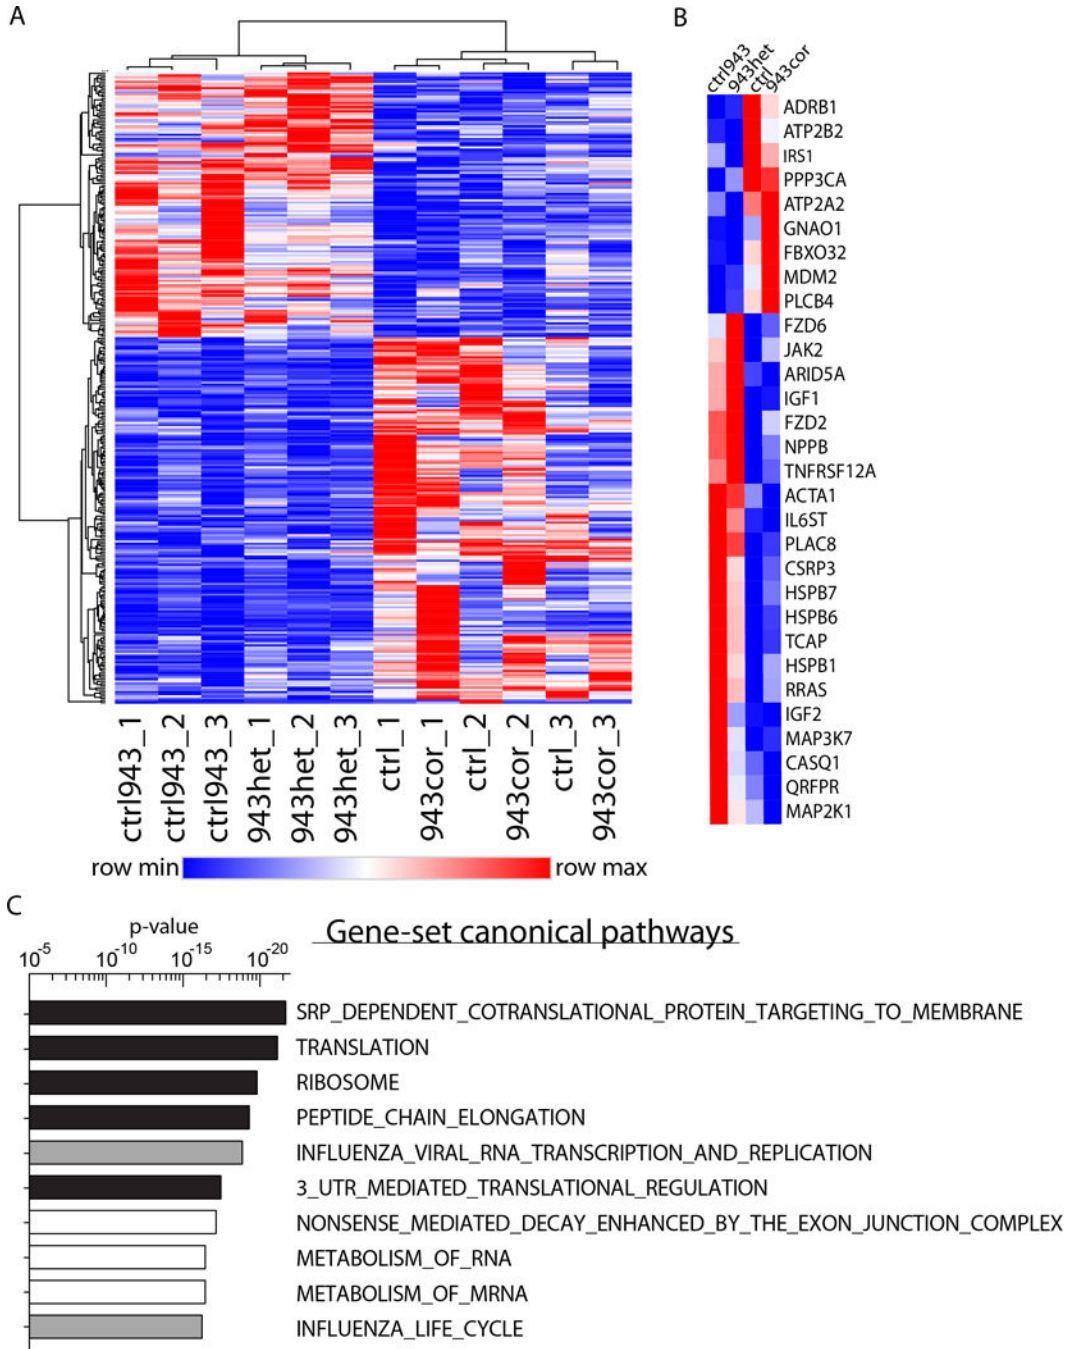 A
B
ctrl943
943het
ctrl
943cor
ADRB1
ATP2B2
IRS1
PPP3CA
ATP2A2
GNAO1
FBXO32
MDM2
PLCB4
FZD6
JAK2
ARID5A
IGF1
FZD2
NPPB
TNFRSF12A
ACTA1
IL6ST
PLAC8
CSRP3
HSPB7
HSPB6
TCAP
HSPB1
RRAS
IGF2
MAP3K7
CASQ1
QRFPR
MAP2K1
ctrl943_1
ctrl943_2
ctrl943_3
943het_1
943het_2
943het_3
ctrl_1
943cor_1
ctrl_2
943cor_2
ctrl_3
943cor_3
row min row max
C
p-value
Gene-set canonical pathways
10^-5 10^-10 10^-15 10^-20
SRP_DEPENDENT_COTRANSLATIONAL_PROTEIN_TARGETING_TO_MEMBRANE
TRANSLATION
RIBOSOME
PEPTIDE_CHAIN_ELONGATION
INFLUENZA_VIRAL_RNA_TRANSCRIPTION_AND_REPLICATION
3_UTR_MEDIATED_TRANSLATIONAL_REGULATION
NONSENSE_MEDIATED_DECAY_ENHANCED_BY_THE_EXON_JUNCTION_COMPLEX
METABOLISM_OF_RNA
METABOLISM_OF_MRNA
INFLUENZA_LIFE_CYCLE